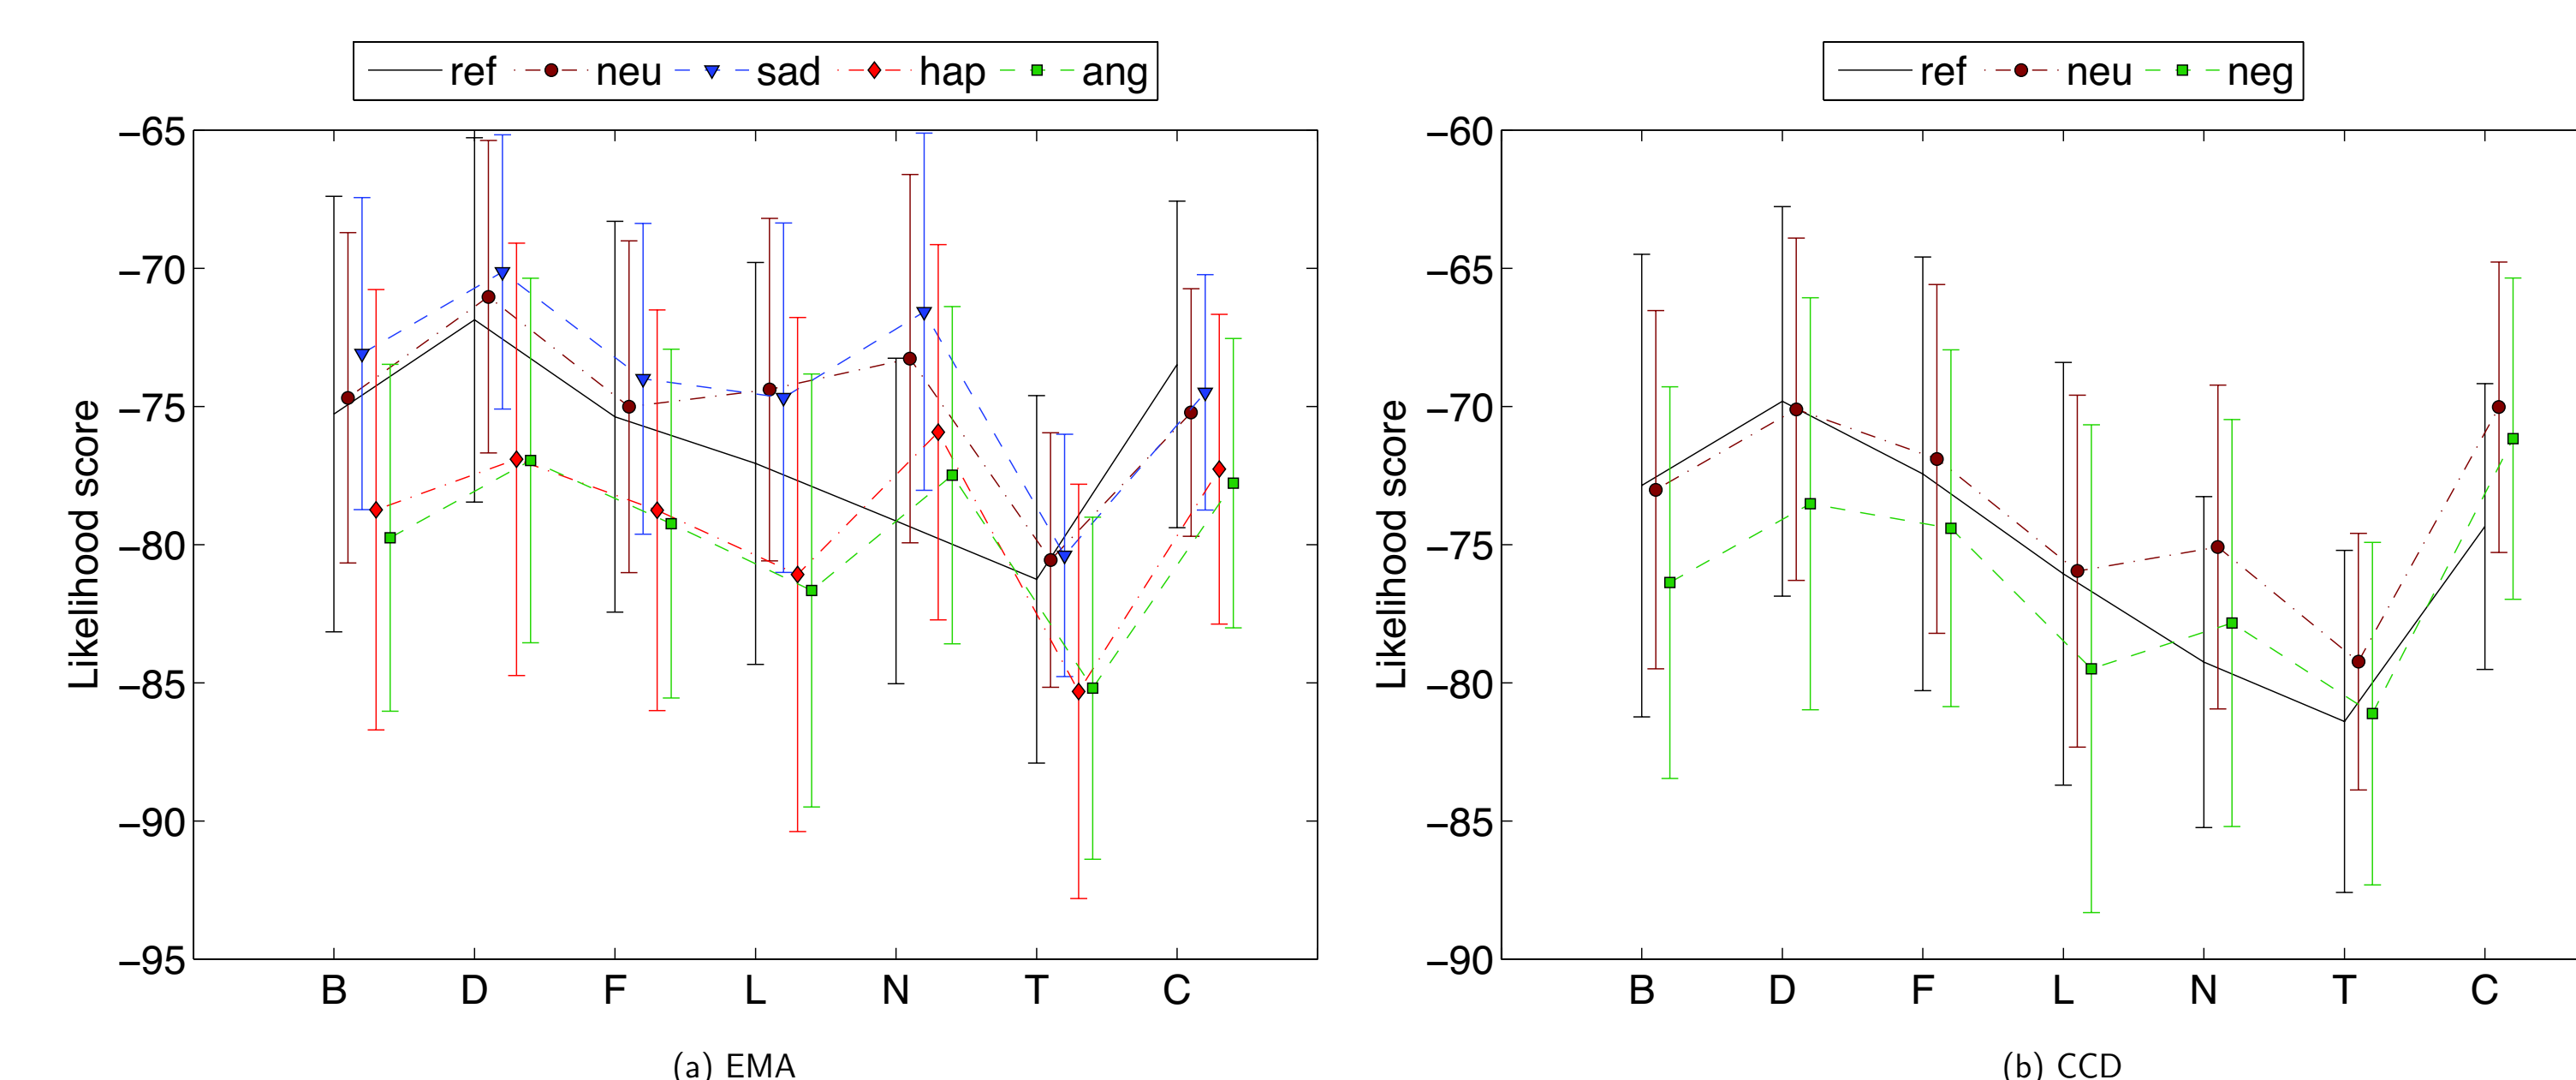 ref neu sad hap ang
−65
−70
−75
−80
−85
−90
−95
Likelihood score
B D F L N T C
(a) EMA
ref neu neg
−60
−65
−70
−75
−80
−85
−90
Likelihood score
B D F L N T C
(b) CCD